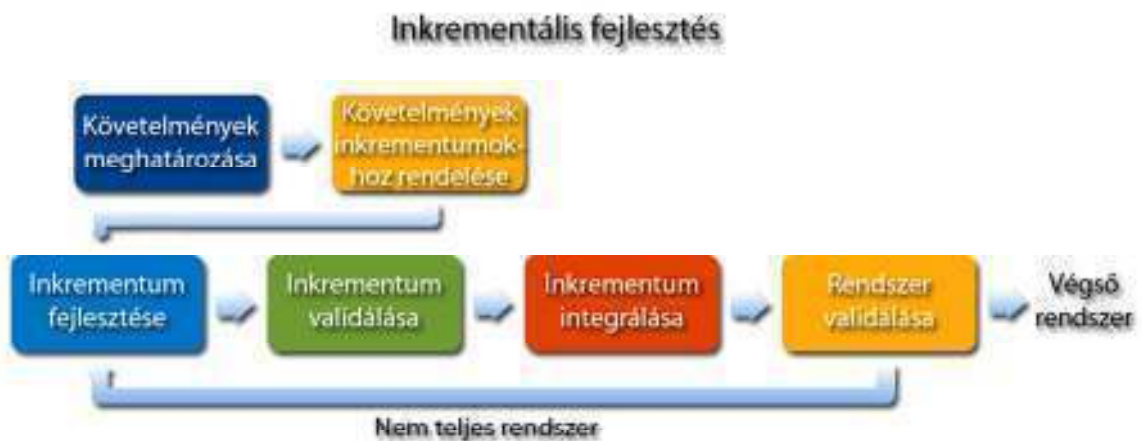 Inkrementális fejlesztés
Követelmények
meghatározása
Követelmények
inkrementumok-
hoz rendelése
Inkrementum
fejlesztése
Inkrementum
validálása
Inkrementum
integrálása
Rendszer
validálása
Végső
rendszer
Nem teljes rendszer